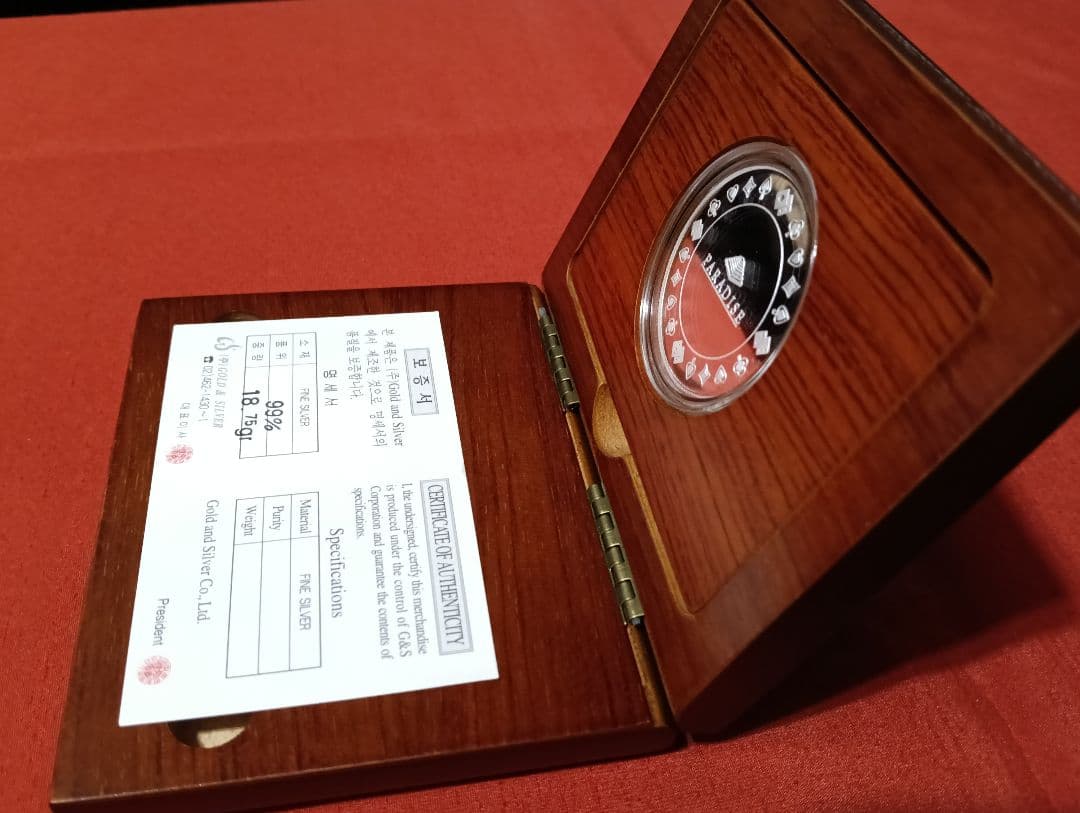 보증서
본 제품은 (주)Gold and Silver
에서 제조한 것으로 명세서의
품질을 보증합니다.
명세서
소재 FINE SILVER
품위 99%
중량 18.75gr
(주)GOLD & SILVER
☎ 02)462-1430~1
대표이사
CERTIFICATE OF AUTHENTICITY
I, the undersigned, certify this merchandise
is produced under the control of G&S
Corporation and guarantee the contents of
specifications.
Specifications
Material FINE SILVER
Purity
Weight
Gold and Silver Co., Ltd.
President
PARADISE